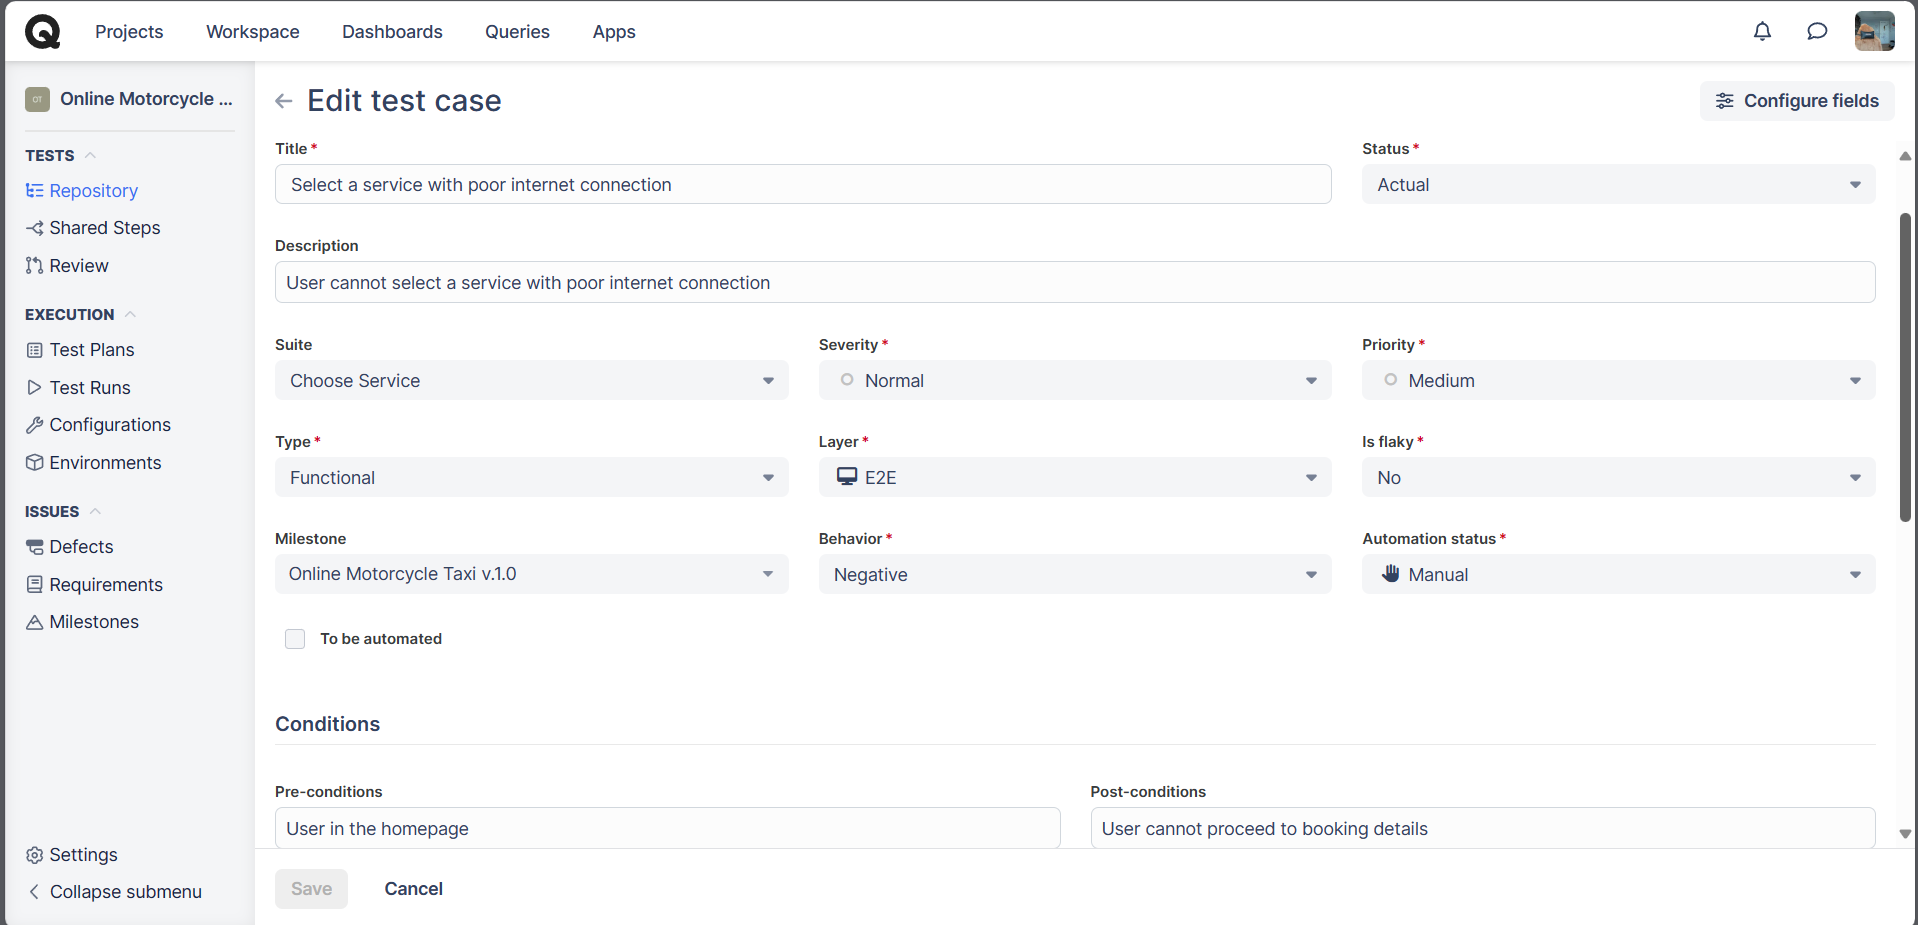 Projects Workspace Dashboards Queries Apps
OT Online Motorcycle ...
TESTS
Repository
Shared Steps
Review
EXECUTION
Test Plans
Test Runs
Configurations
Environments
ISSUES
Defects
Requirements
Milestones
Settings
Collapse submenu
Edit test case
Configure fields
Title * Status *
Select a service with poor internet connection Actual
Description
User cannot select a service with poor internet connection
Suite Severity * Priority *
Choose Service Normal Medium
Type * Layer * Is flaky *
Functional E2E No
Milestone Behavior * Automation status *
Online Motorcycle Taxi v.1.0 Negative Manual
To be automated
Conditions
Pre-conditions Post-conditions
User in the homepage User cannot proceed to booking details
Save Cancel